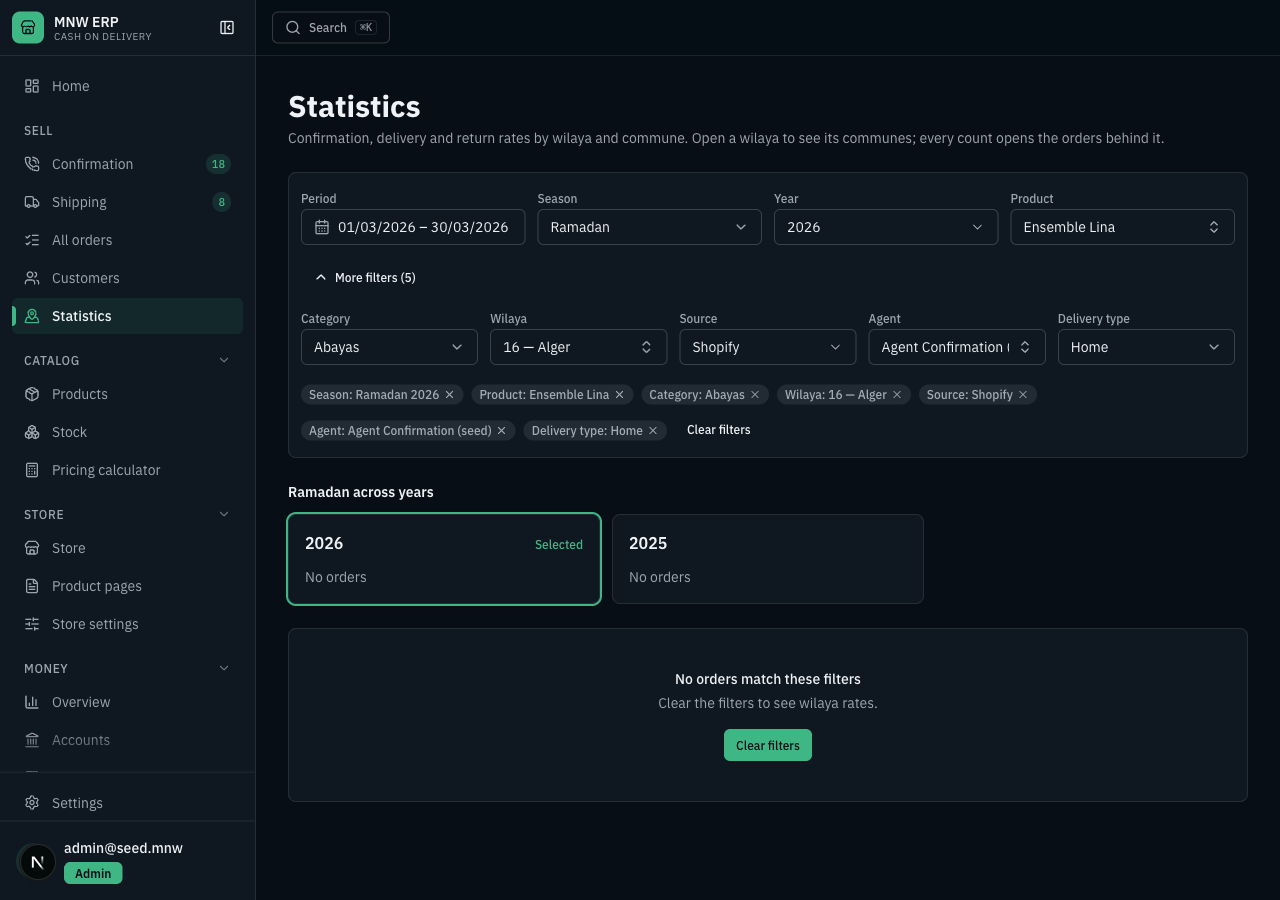 MNW ERP
CASH ON DELIVERY
Search ⌘K
Home
SELL
Confirmation 18
Shipping 8
All orders
Customers
Statistics
CATALOG
Products
Stock
Pricing calculator
STORE
Store
Product pages
Store settings
MONEY
Overview
Accounts
Settings
N
admin@seed.mnw
Admin
Statistics
Confirmation, delivery and return rates by wilaya and commune. Open a wilaya to see its communes; every count opens the orders behind it.
Period Season Year Product
01/03/2026 – 30/03/2026 Ramadan 2026 Ensemble Lina
More filters (5)
Category Wilaya Source Agent Delivery type
Abayas 16 — Alger Shopify Agent Confirmation ( Home
Season: Ramadan 2026 × Product: Ensemble Lina × Category: Abayas × Wilaya: 16 — Alger × Source: Shopify ×
Agent: Agent Confirmation (seed) × Delivery type: Home × Clear filters
Ramadan across years
2026 Selected
No orders
2025
No orders
No orders match these filters
Clear the filters to see wilaya rates.
Clear filters